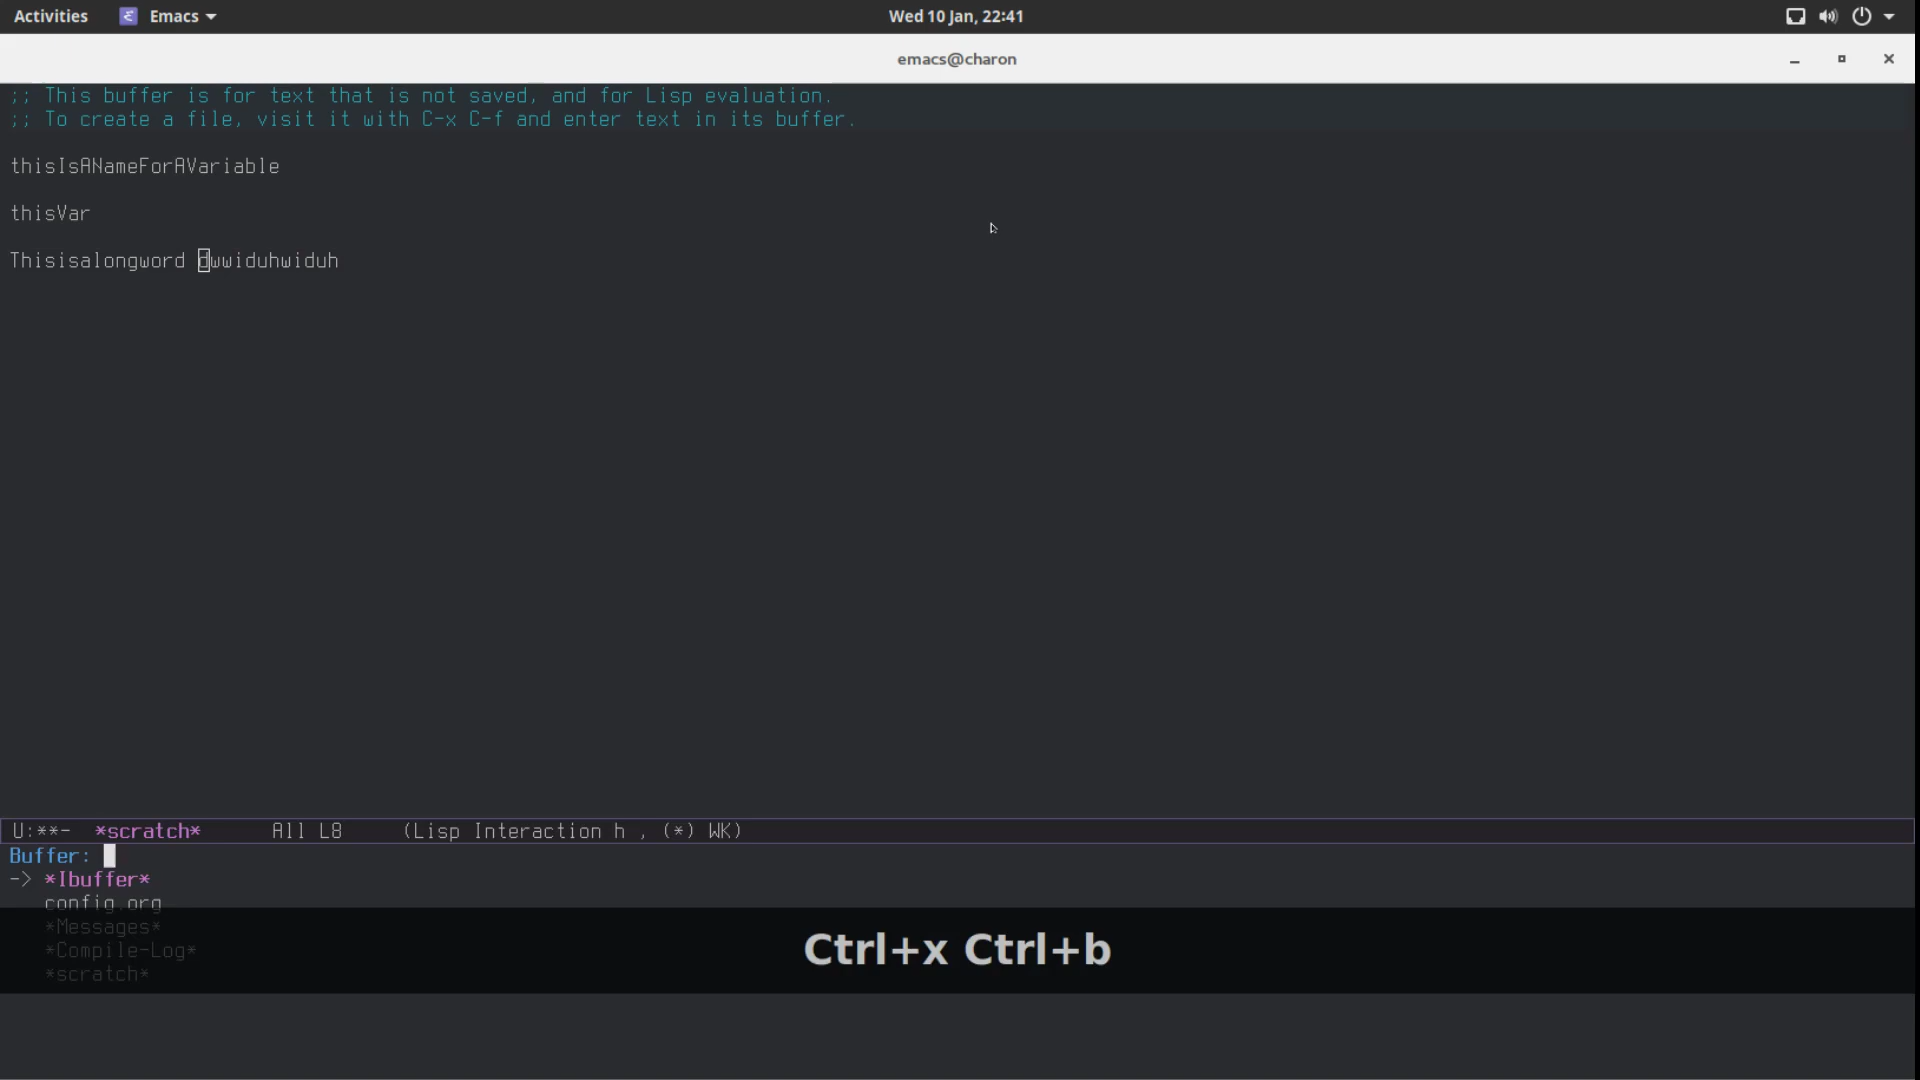 Activities Emacs Wed 10 Jan, 22:41
emacs@charon
;; This buffer is for text that is not saved, and for Lisp evaluation.
;; To create a file, visit it with C-x C-f and enter text in its buffer.
thisIsANameForAVariable
thisVar
Thisisalongword dwwiduhwiduh
U:**- *scratch* All L8 (Lisp Interaction h , (*) WK)
Buffer:
-> *Ibuffer*
config.org
*Messages*
*Compile-Log*
*scratch*
Ctrl+x Ctrl+b